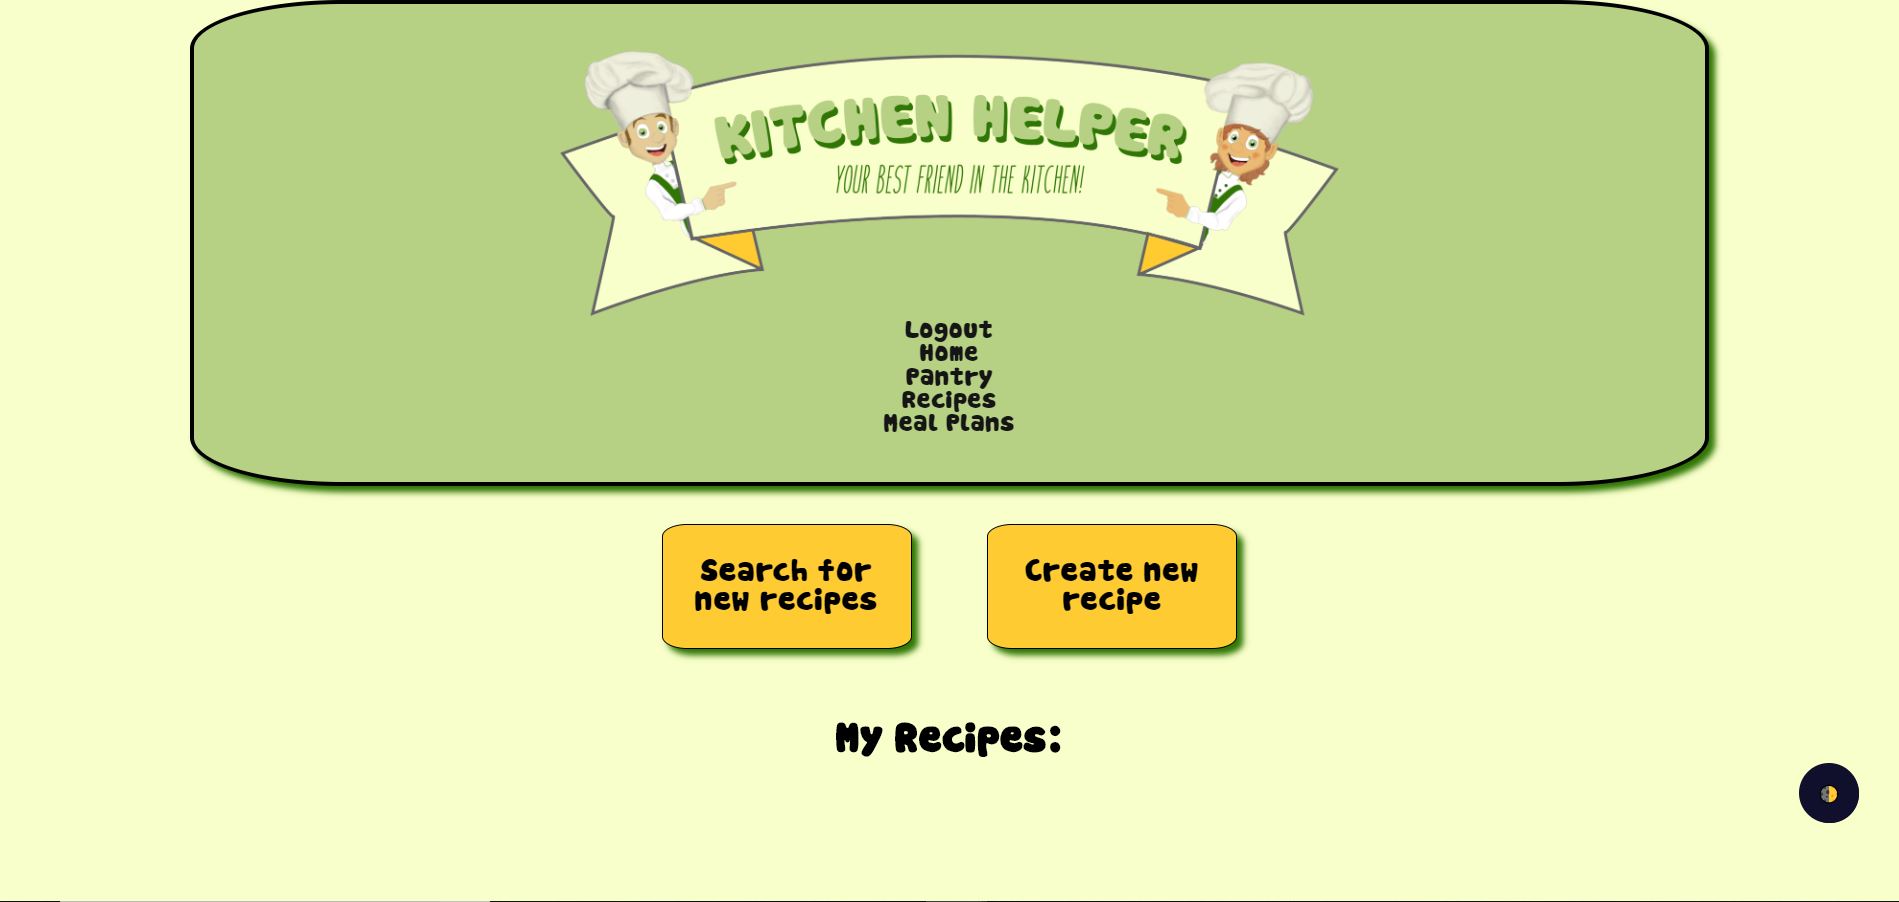 KITCHEN HELPER
YOUR BEST FRIEND IN THE KITCHEN!
Logout
Home
Pantry
Recipes
Meal Plans
Search for
new recipes
Create new
recipe
My Recipes: